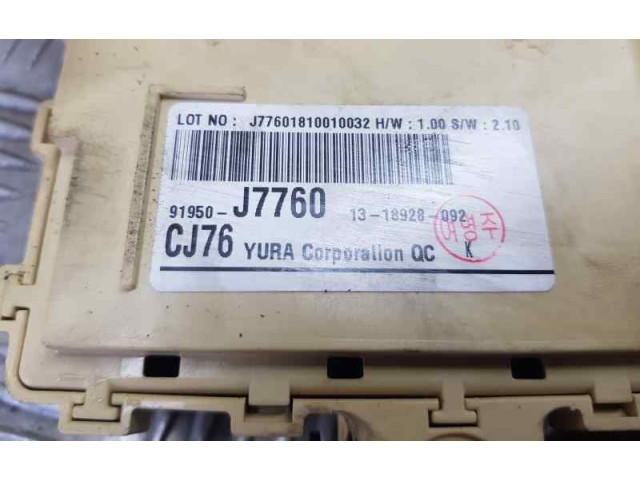 LOT NO : J77601810010032 H/W : 1.00 S/W : 2.10
91950- J7760 13-18928-092
CJ76 YURA Corporation QC K